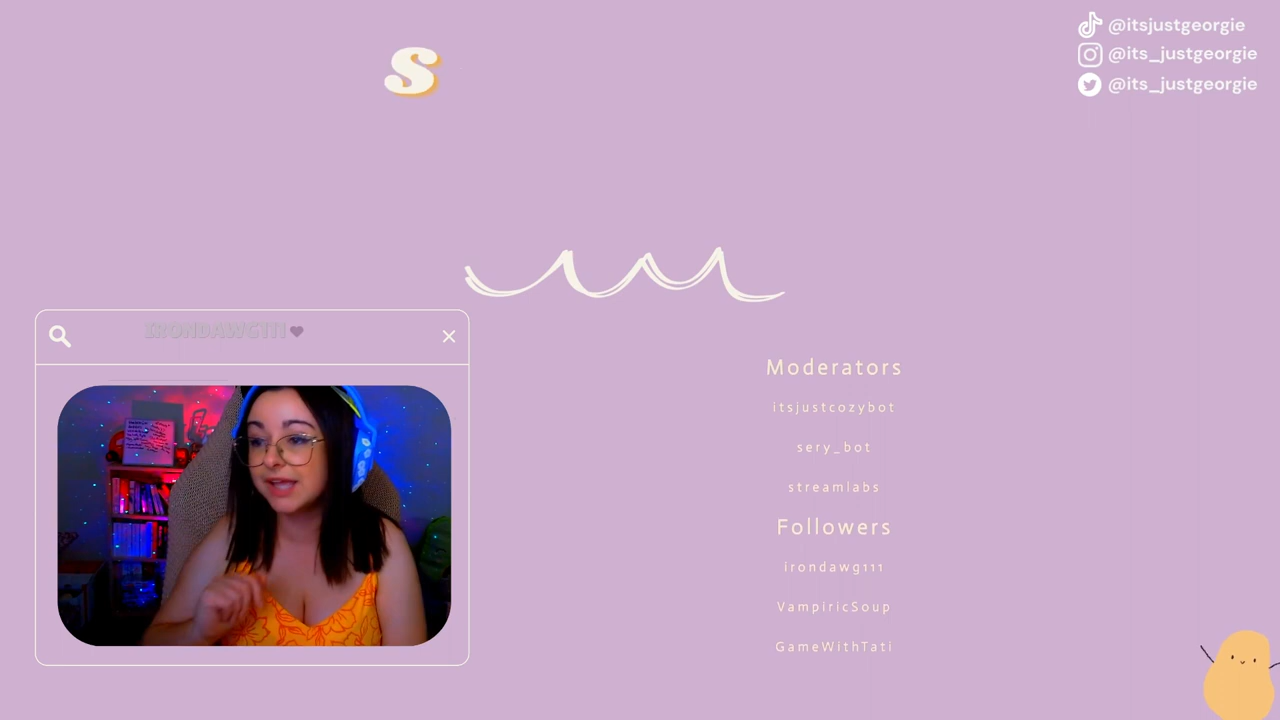 @itsjustgeorgie
@its_justgeorgie
@its_justgeorgie
S
IRONDAWG111
Moderators
itsjustcozybot
sery_bot
streamlabs
Followers
irondawg111
VampiricSoup
GameWithTati